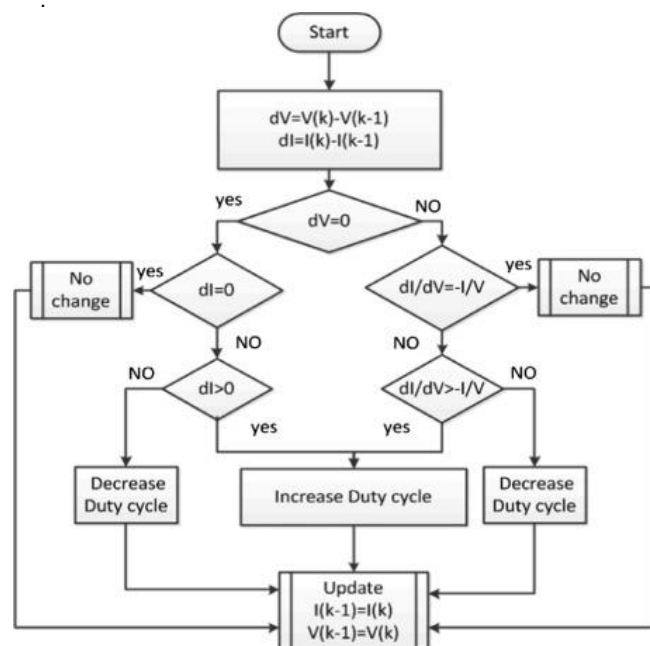 .
Start
dV=V(k)-V(k-1)
dI=I(k)-I(k-1)
yes
dV=0
NO
No
change
yes
dI=0
dI/dV=-I/V
yes
No
change
NO
NO
NO
dI>0
dI/dV>-I/V
NO
yes
yes
Decrease
Duty cycle
Increase Duty cycle
Decrease
Duty cycle
Update
I(k-1)=I(k)
V(k-1)=V(k)